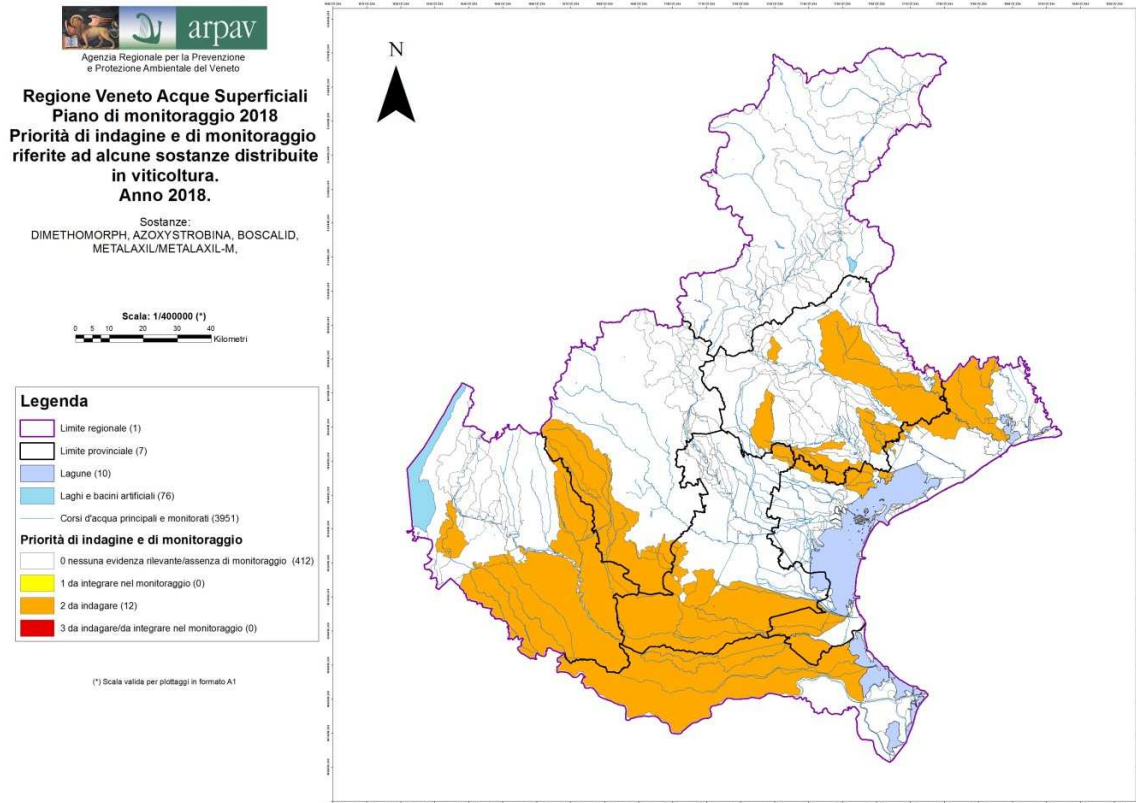 arpav
Agenzia Regionale per la Prevenzione
e Protezione Ambientale del Veneto
Regione Veneto Acque Superficiali
Piano di monitoraggio 2018
Priorità di indagine e di monitoraggio
riferite ad alcune sostanze distribuite
in viticoltura.
Anno 2018.
Sostanze:
DIMETHOMORPH, AZOXYSTROBINA, BOSCALID,
METALAXIL/METALAXIL-M,
Scala: 1/400000 (*)
0 5 10 20 30 40
Kilometri
Legenda
Limite regionale (1)
Limite provinciale (7)
Lagune (10)
Laghi e bacini artificiali (76)
Corsi d'acqua principali e monitorati (3951)
Priorità di indagine e di monitoraggio
0 nessuna evidenza rilevante/assenza di monitoraggio (412)
1 da integrare nel monitoraggio (0)
2 da indagare (12)
3 da indagare/da integrare nel monitoraggio (0)
(*) Scala valida per plottaggi in formato A1
N